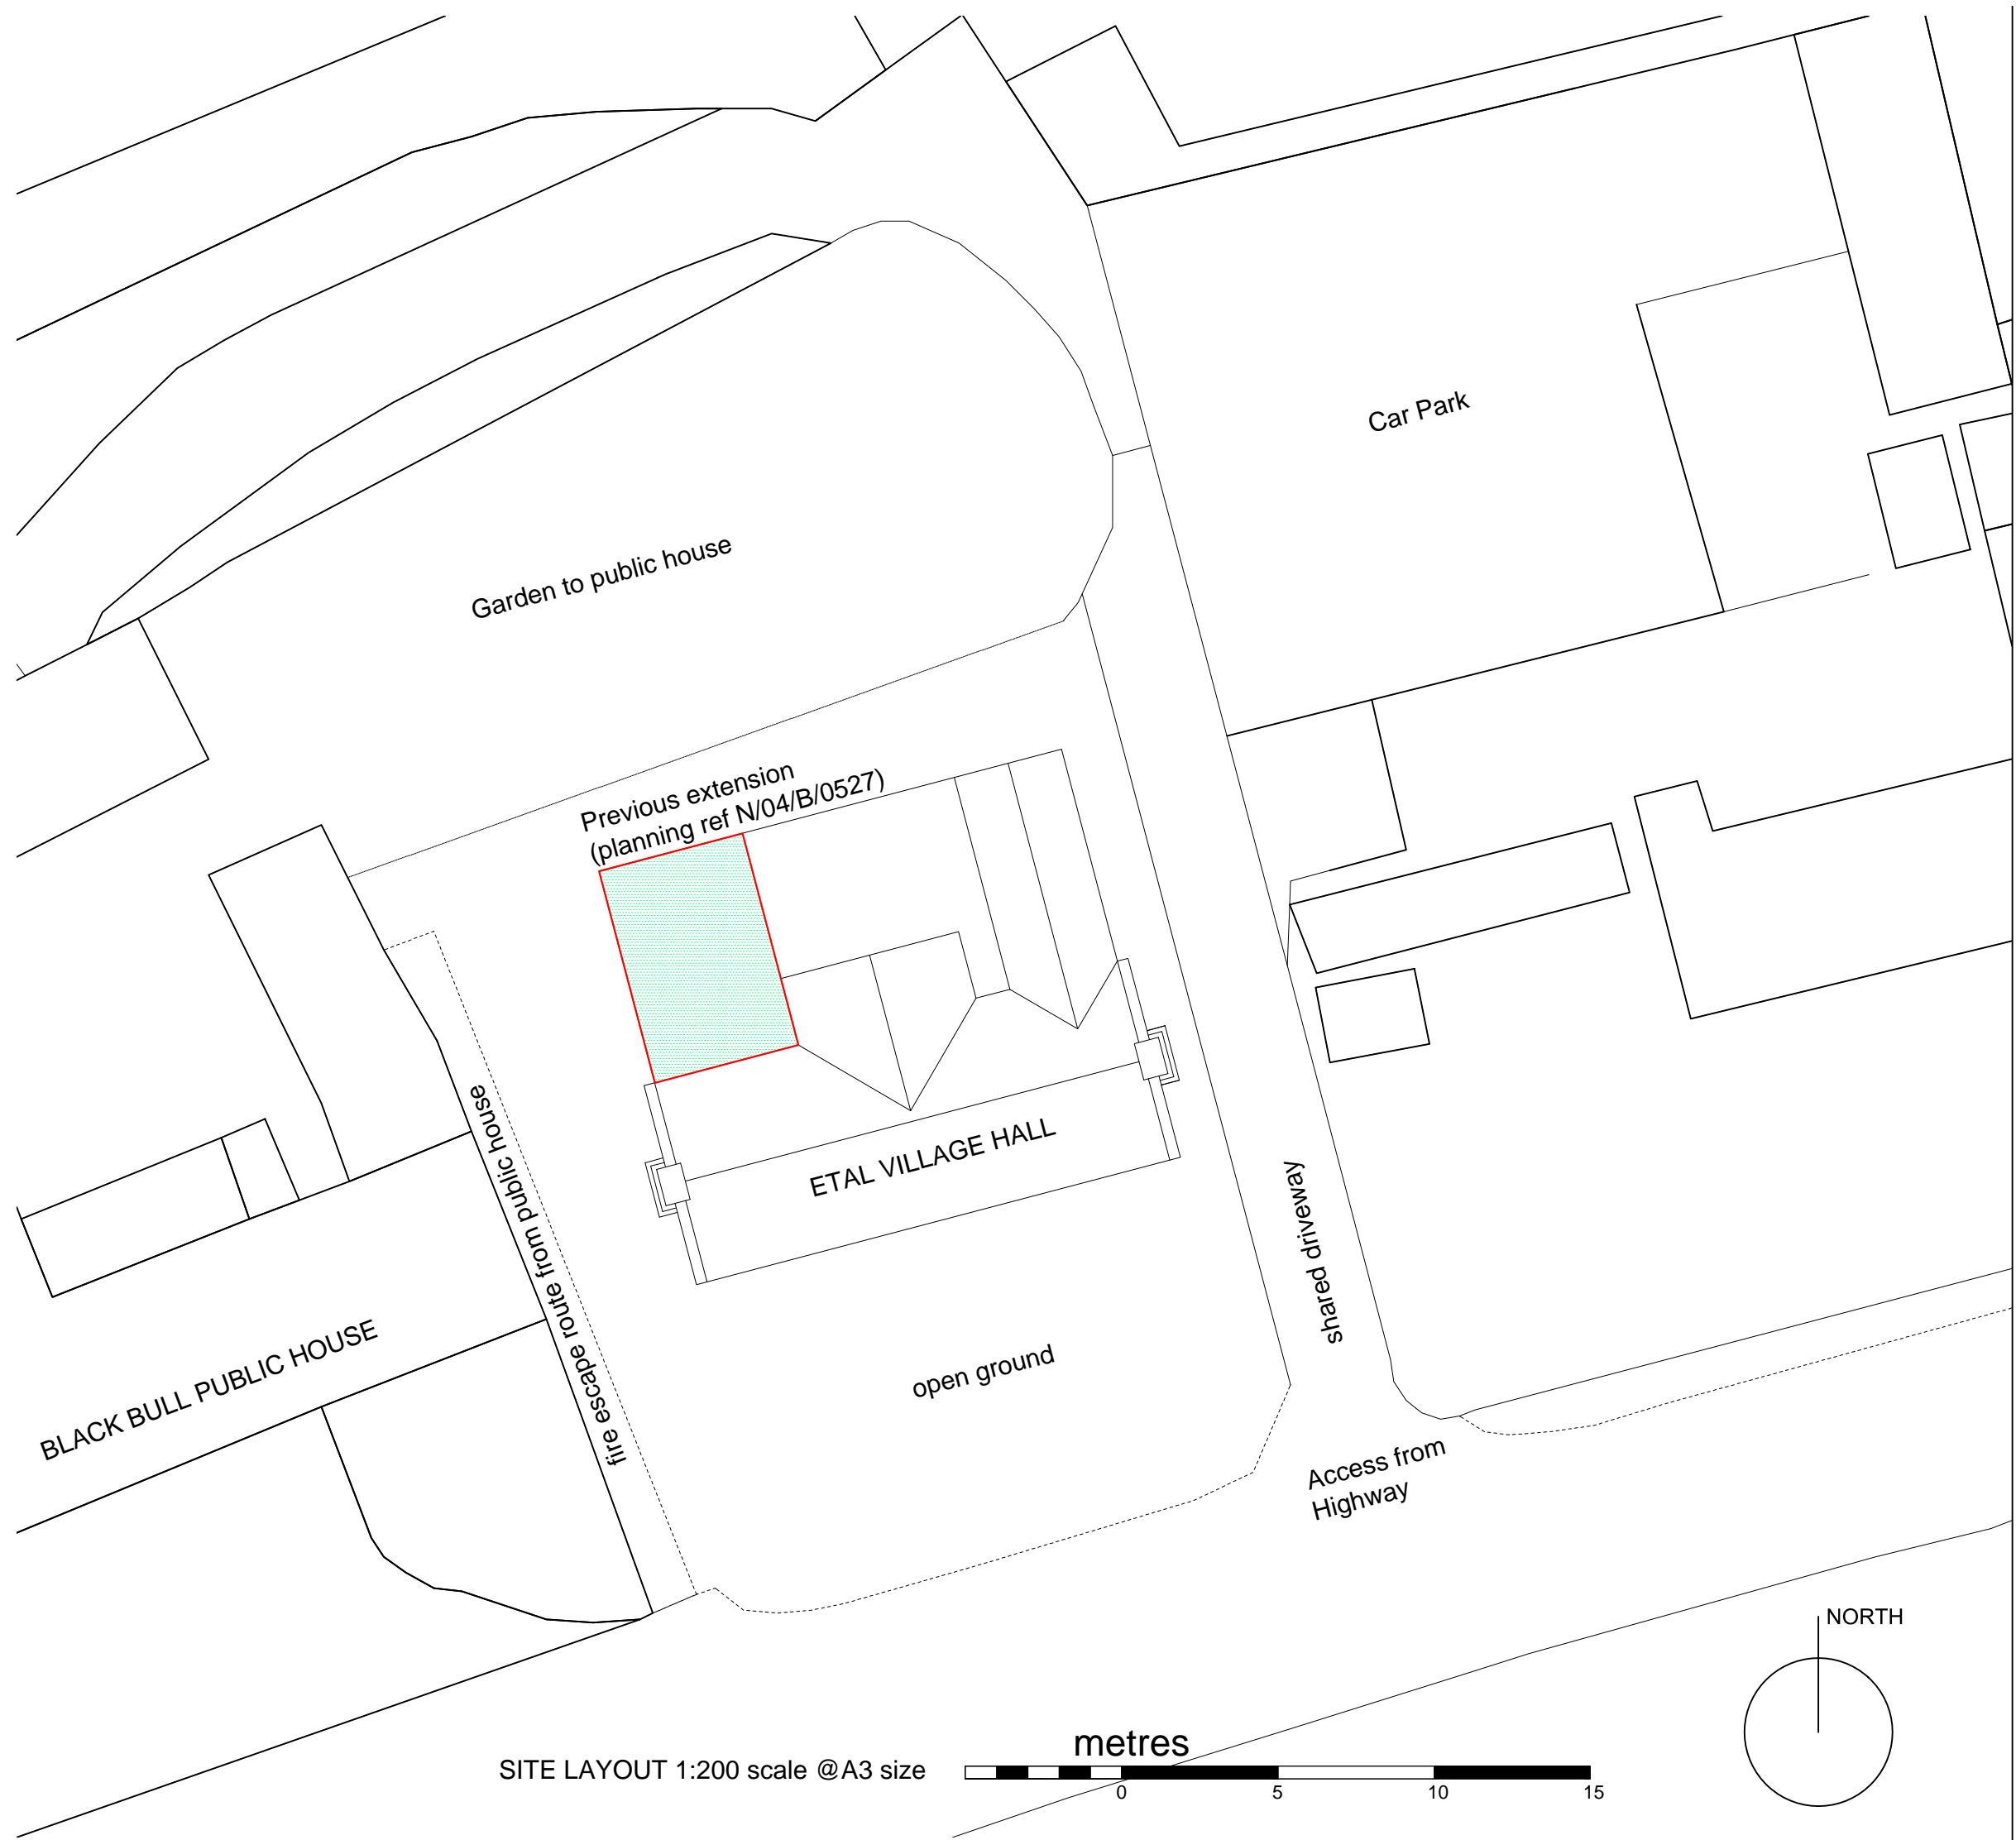 Car Park
Garden to public house
Previous extension
(planning ref N/04/B/0527)
fire escape route from public house
ETAL VILLAGE HALL
shared driveway
BLACK BULL PUBLIC HOUSE
open ground
Access from
Highway
NORTH
metres
SITE LAYOUT 1:200 scale @A3 size
0 5 10 15